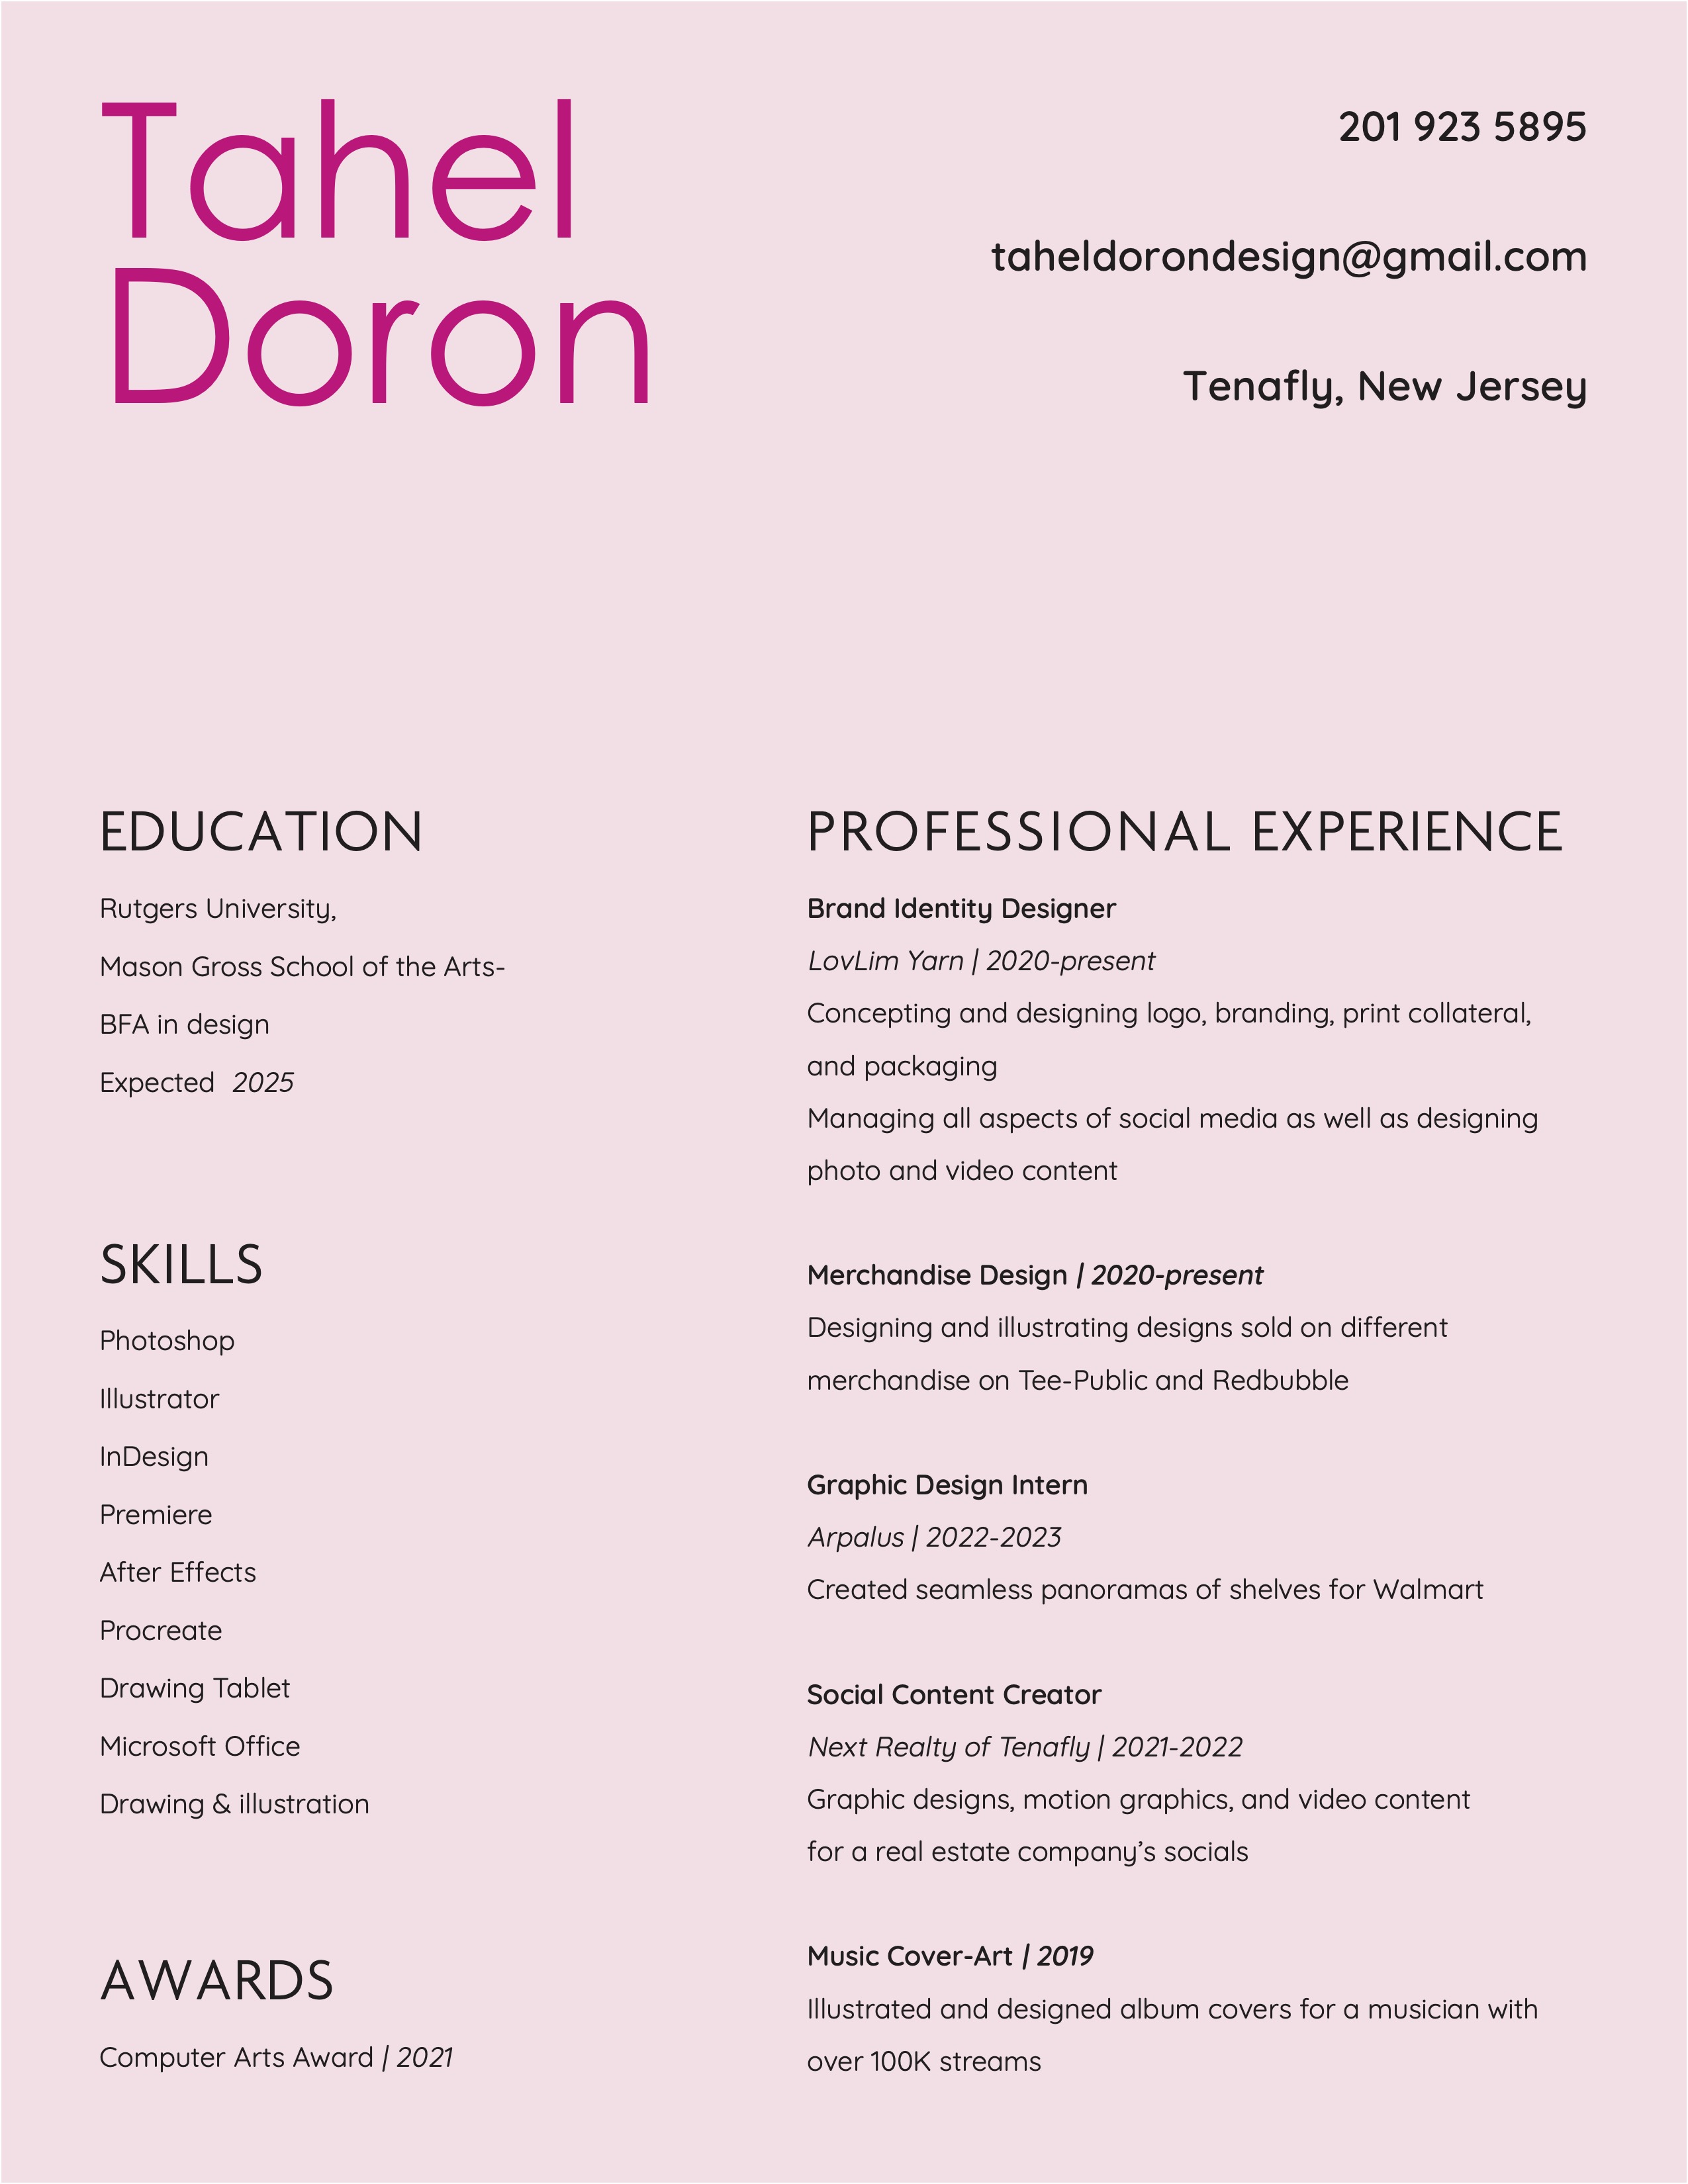 Tahel
Doron
201 923 5895
taheldorondesign@gmail.com
Tenafly, New Jersey
EDUCATION
Rutgers University,
Mason Gross School of the Arts-
BFA in design
Expected 2025
SKILLS
Photoshop
Illustrator
InDesign
Premiere
After Effects
Procreate
Drawing Tablet
Microsoft Office
Drawing & illustration
AWARDS
Computer Arts Award | 2021
PROFESSIONAL EXPERIENCE
Brand Identity Designer
LovLim Yarn | 2020-present
Concepting and designing logo, branding, print collateral,
and packaging
Managing all aspects of social media as well as designing
photo and video content
Merchandise Design | 2020-present
Designing and illustrating designs sold on different
merchandise on Tee-Public and Redbubble
Graphic Design Intern
Arpalus | 2022-2023
Created seamless panoramas of shelves for Walmart
Social Content Creator
Next Realty of Tenafly | 2021-2022
Graphic designs, motion graphics, and video content
for a real estate company’s socials
Music Cover-Art | 2019
Illustrated and designed album covers for a musician with
over 100K streams